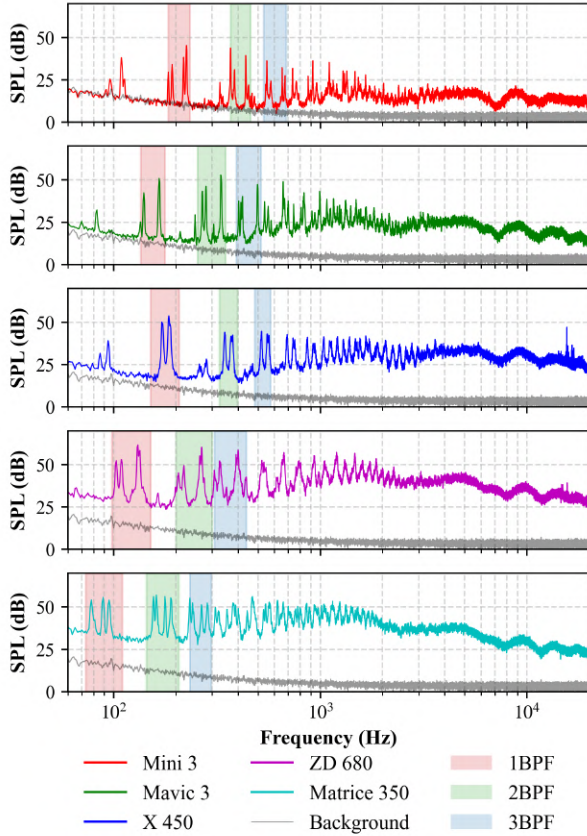 SPL (dB)
50
25
0
SPL (dB)
50
25
0
SPL (dB)
50
25
0
SPL (dB)
50
25
0
SPL (dB)
50
25
0
10² 10³ 10⁴
Frequency (Hz)
Mini 3 ZD 680 1BPF
Mavic 3 Matrice 350 2BPF
X 450 Background 3BPF